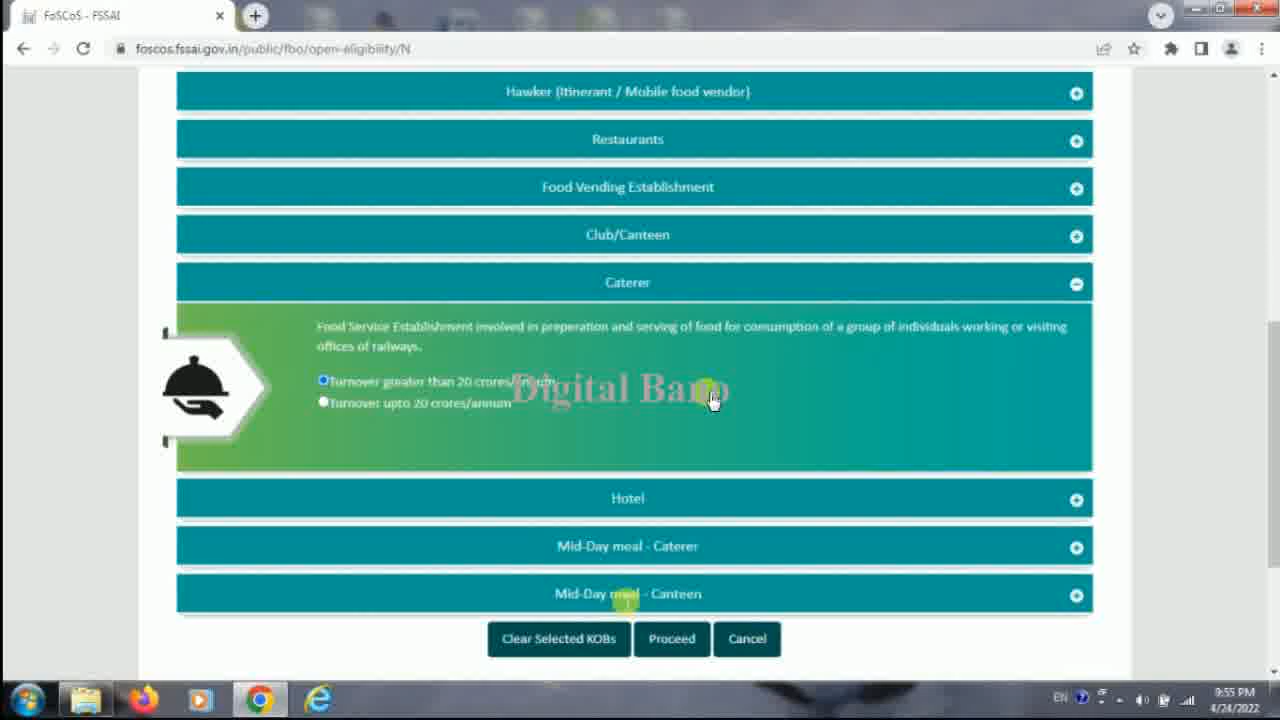 FoSCoS - FSSAI
foscos.fssai.gov.in/public/fbo/open-eligibility/N
Hawker (Itinerant / Mobile food vendor)
Restaurants
Food Vending Establishment
Club/Canteen
Caterer
Food Service Establishment involved in preperation and serving of food for consumption of a group of individuals working or visiting
offices of railways.
Turnover greater than 20 crores/annum
Digital Bano
Turnover upto 20 crores/annum
Hotel
Mid-Day meal - Caterer
Mid-Day meal - Canteen
Clear Selected KOBs
Proceed
Cancel
EN
9:55 PM
4/24/2022